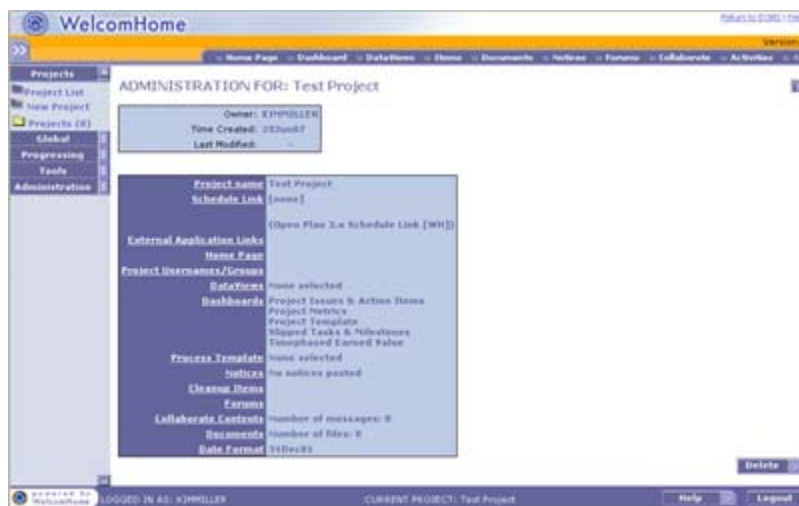 WelcomHome
Version
Home Page Dashboard DataViews Items Documents Notices Forums Collaborate Activities
Projects
Project List
New Project
Projects (8)
Global
Progressing
Tools
Administration
ADMINISTRATION FOR: Test Project
Owner: KIMMILLER
Time Created:
Last Modified: -
Project name Test Project
Schedule Link [none]
(Open Plan 3.x Schedule Link [WH])
External Application Links
Home Page
Project Usernames/Groups
DataViews None selected
Dashboards Project Issues & Action Items
Project Metrics
Project Template
Slipped Tasks & Milestones
Timephased Earned Value
Process Template None selected
Notices No notices posted
Cleanup Items
Forums
Collaborate Contexts Number of messages: 0
Documents Number of files: 0
Date Format 31Dec01
Delete
powered by
WelcomHome
LOGGED IN AS: KIMMILLER CURRENT PROJECT: Test Project Help Logout